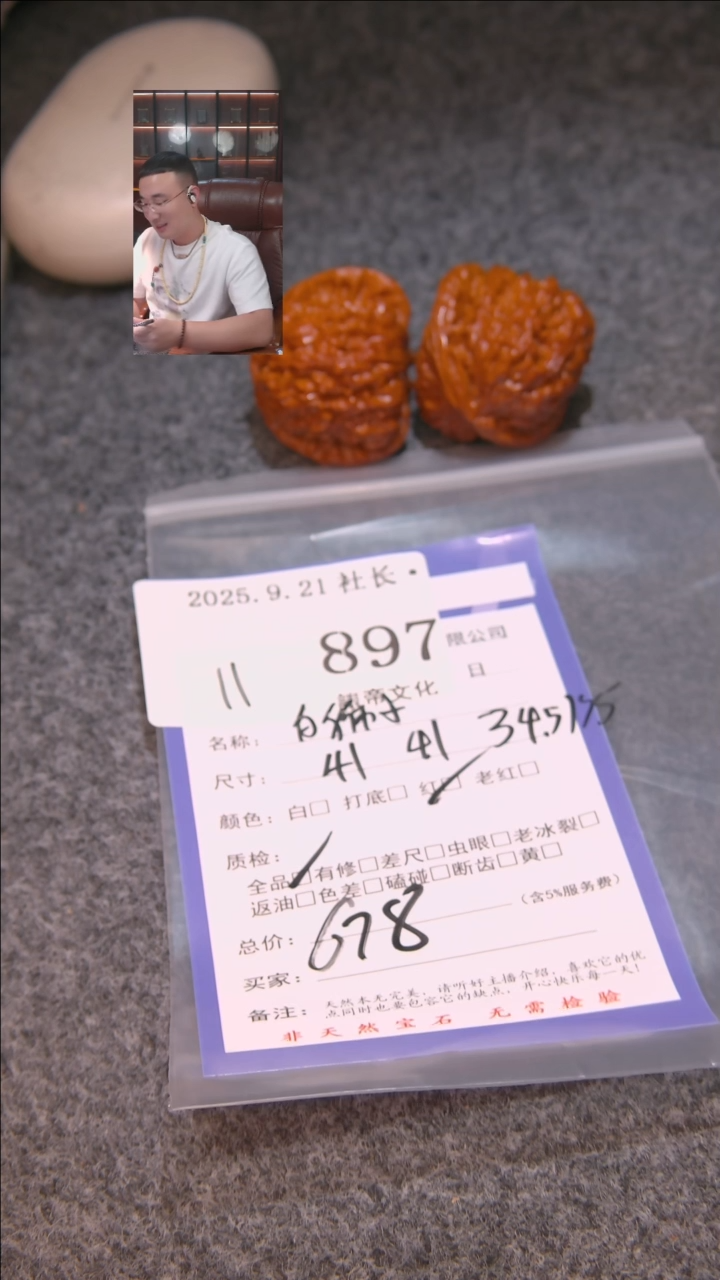 2025.9.21 社长
897
限公司
11
日
熊帝文化
名称: 白狮子
尺寸: 41 41 34.5
颜色: 白□ 打底□ 红□ 老红□
质检:
全品□有修□差尺□虫眼□老冰裂□
返油□色差□磕碰□断齿□黄□
总价: 678 (含5%服务费)
买家:
备注: 天然本无完美, 请听好主播介绍, 喜欢它的优
点同时也要包容它的缺点, 开心快乐每一天!
非天然宝石 无需检验